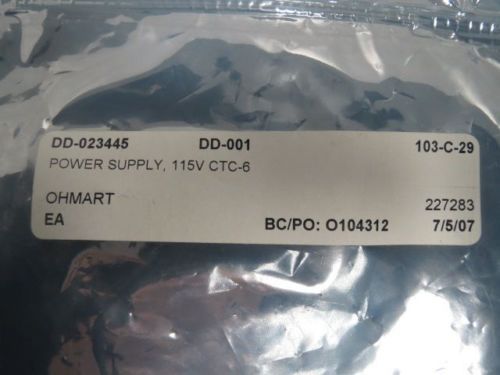 DD-023445 DD-001 103-C-29
POWER SUPPLY, 115V CTC-6
OHMART 227283
EA BC/PO: O104312 7/5/07